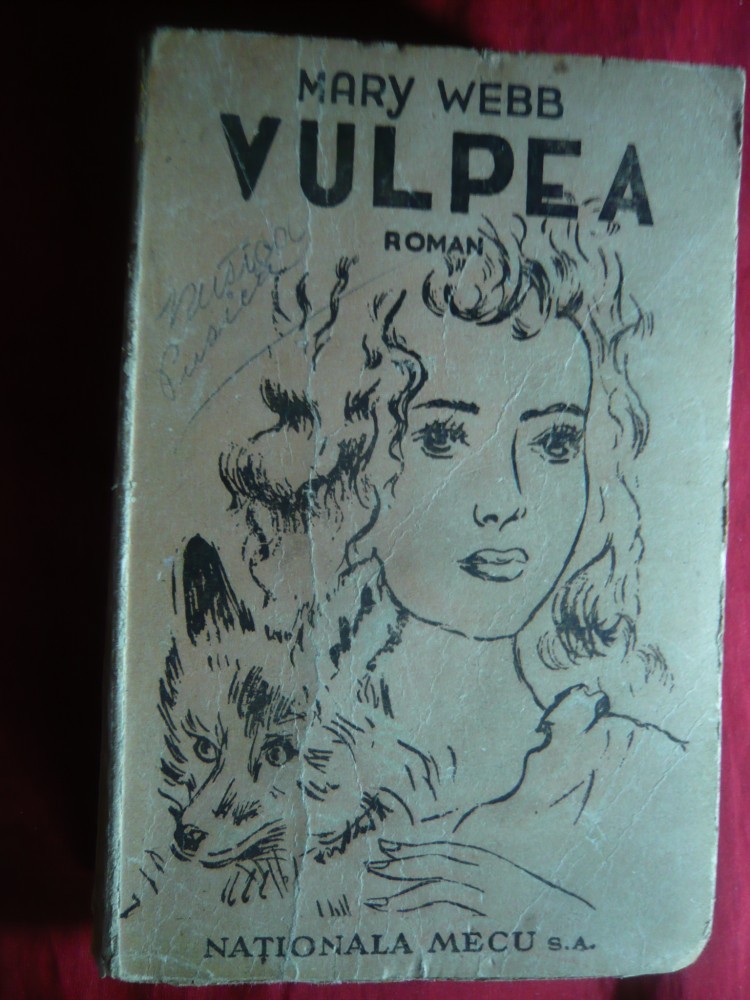 MARY WEBB
VULPEA
ROMAN
NAȚIONALA MECU S.A.